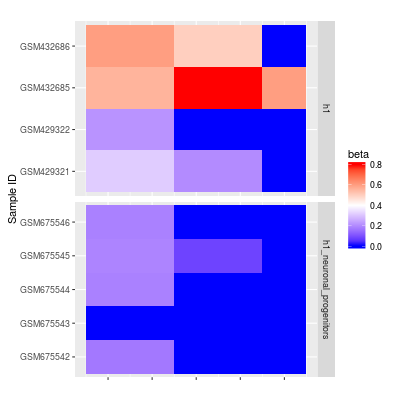 GSM432686
GSM432685
GSM429322
GSM429321
h1
GSM675546
GSM675545
GSM675544
GSM675543
GSM675542
h1_neuronal_progenitors
Sample ID
beta
0.8
0.6
0.4
0.2
0.0